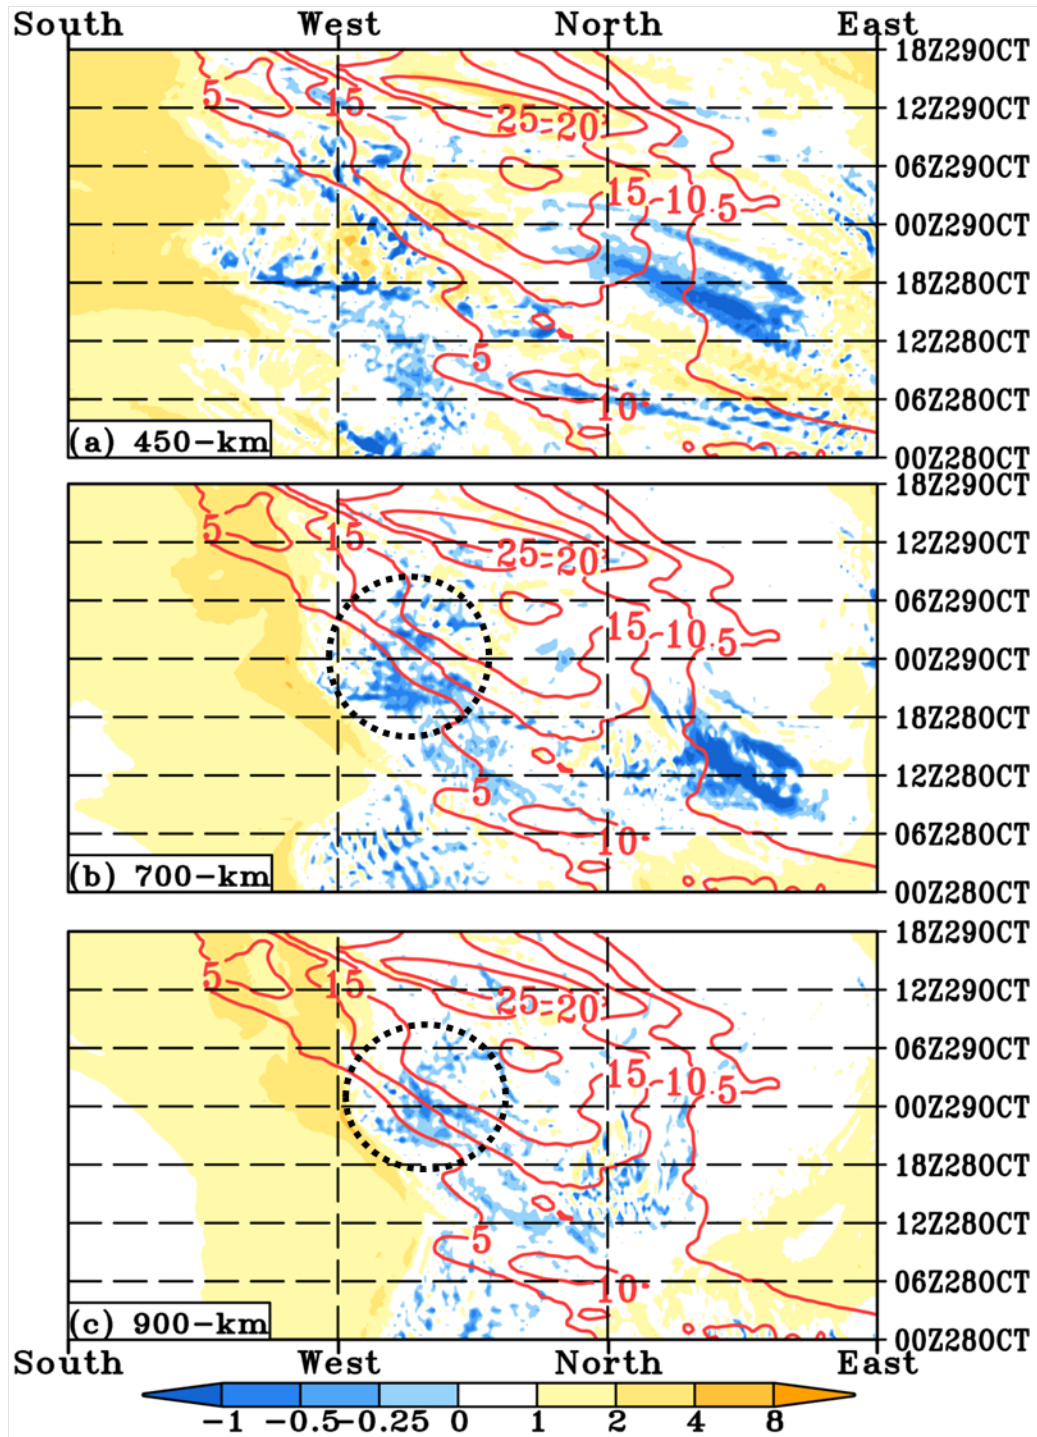 South West North East
18Z29OCT
5 15 25 20 12Z29OCT
06Z29OCT
15 10 5
00Z29OCT
18Z28OCT
5 12Z28OCT
10 06Z28OCT
(a) 450-km 00Z28OCT
18Z29OCT
5 15 25 20 12Z29OCT
06Z29OCT
15 10 5
00Z29OCT
18Z28OCT
5 12Z28OCT
10 06Z28OCT
(b) 700-km 00Z28OCT
18Z29OCT
5 15 25 20 12Z29OCT
06Z29OCT
15 10 5
00Z29OCT
18Z28OCT
5 12Z28OCT
10 06Z28OCT
(c) 900-km 00Z28OCT
South West North East
-1 -0.5 -0.25 0 1 2 4 8